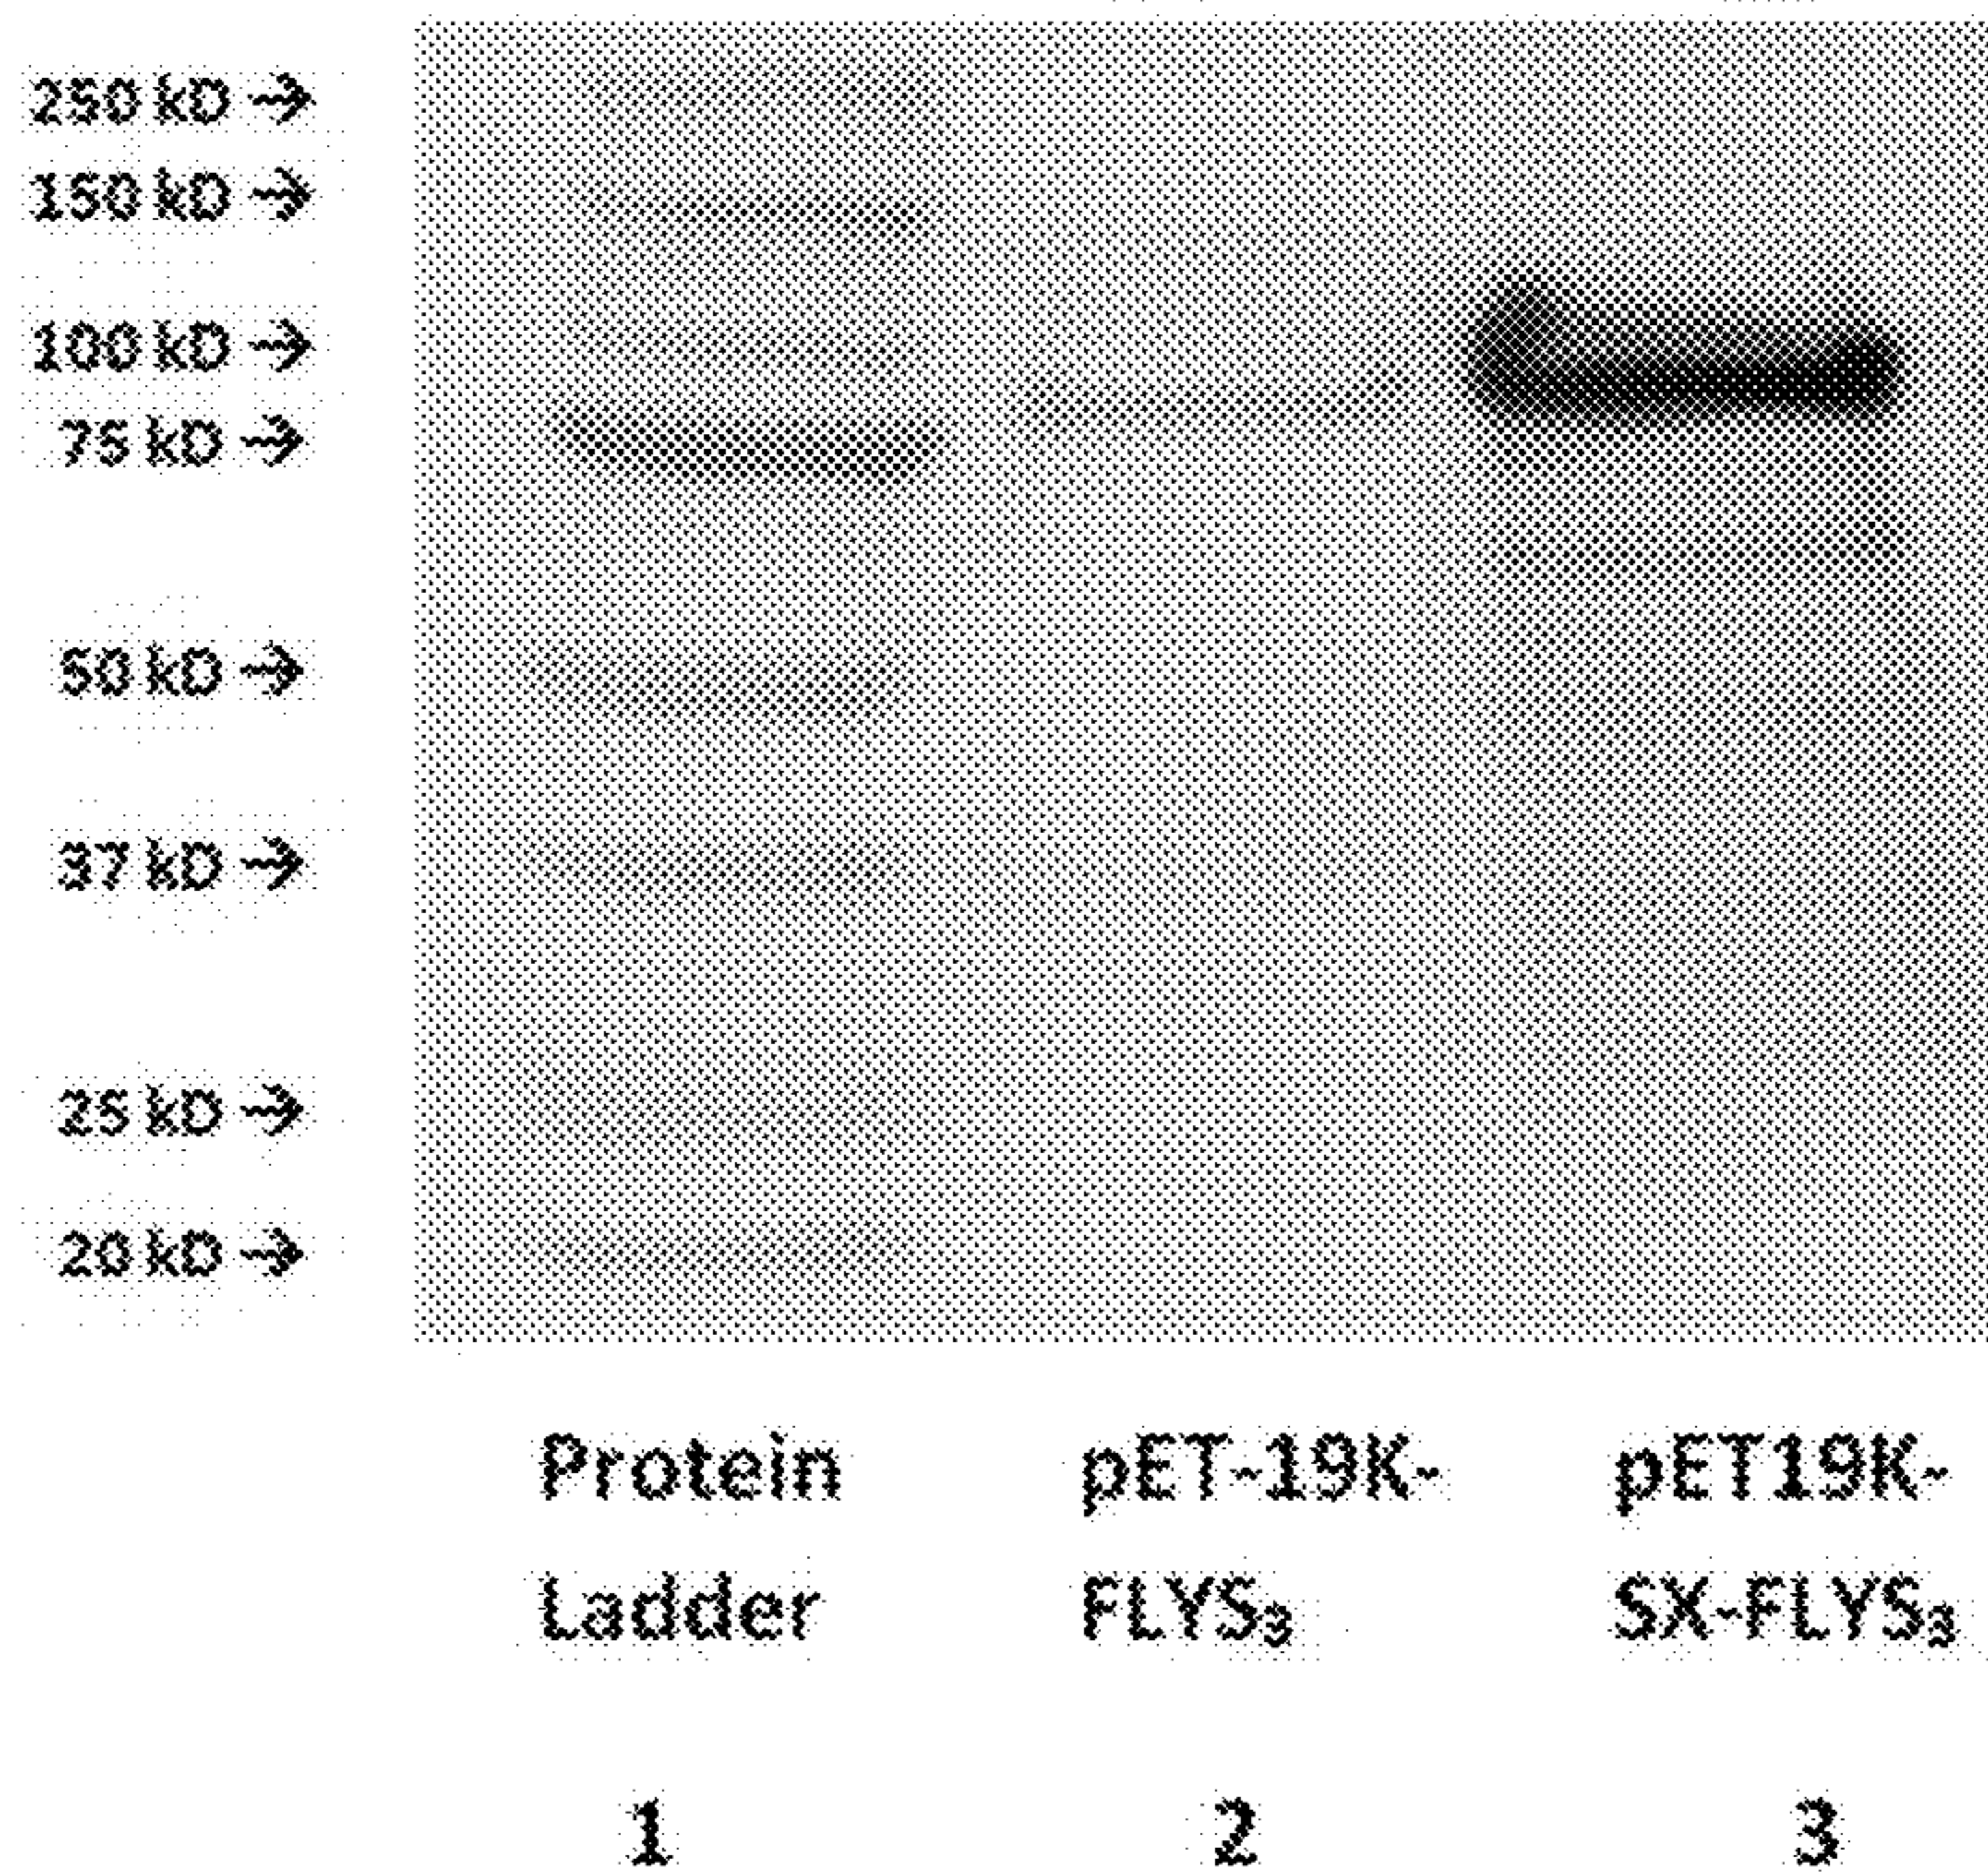 250 kD →
150 kD →
100 kD →
75 kD →
50 kD →
37 kD →
25 kD →
20 kD →
Protein pET-19K- pET19K-
Ladder FLYS₃ SX-FLYS₃
1 2 3